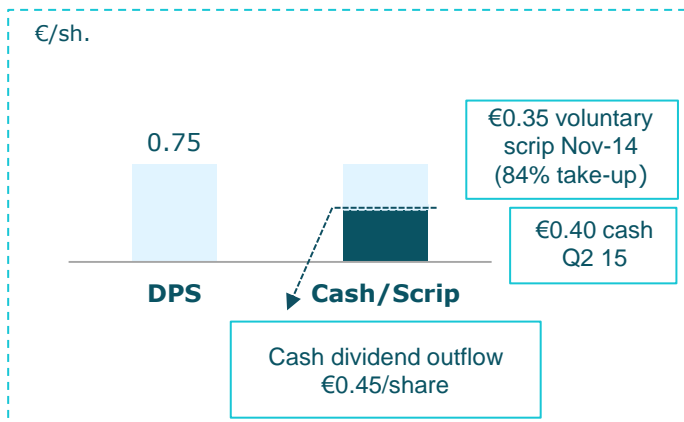 €/sh.
0.75
€0.35 voluntary
scrip Nov-14
(84% take-up)
€0.40 cash
Q2 15
DPS
Cash/Scrip
Cash dividend outflow
€0.45/share